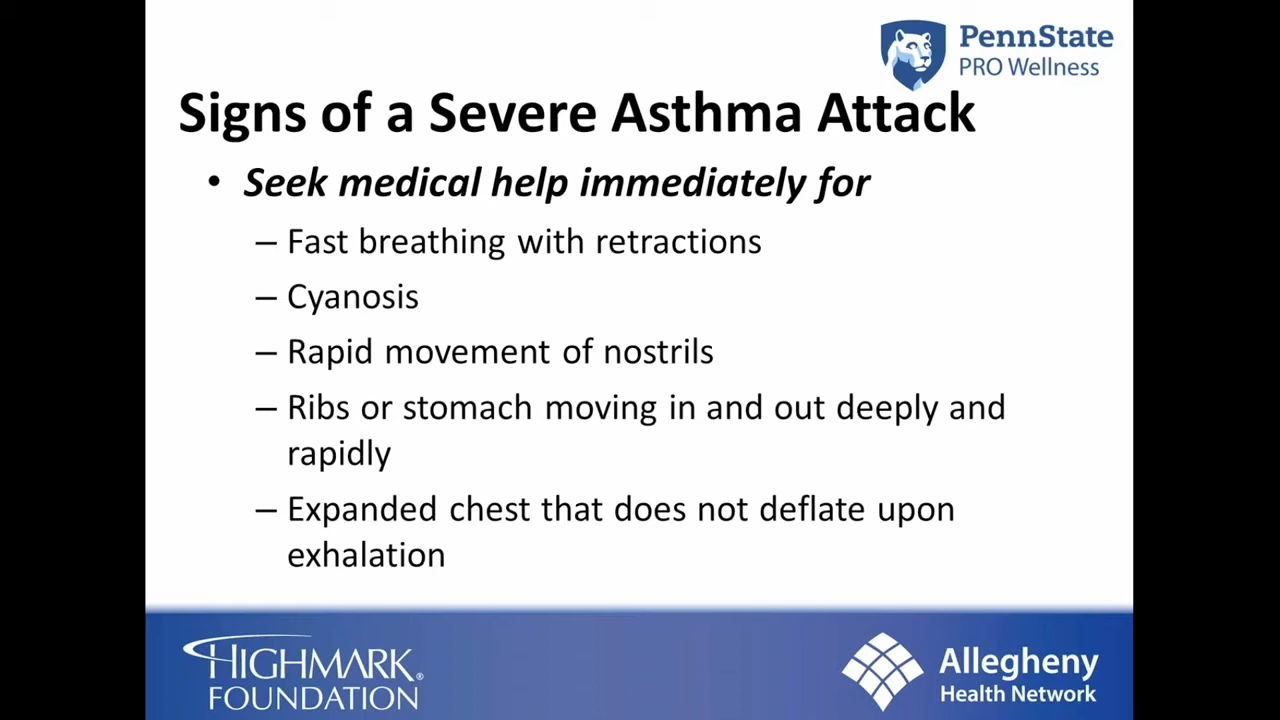 PennState
PRO Wellness
Signs of a Severe Asthma Attack
• Seek medical help immediately for
– Fast breathing with retractions
– Cyanosis
– Rapid movement of nostrils
– Ribs or stomach moving in and out deeply and
rapidly
– Expanded chest that does not deflate upon
exhalation
HIGHMARK®
FOUNDATION
Allegheny
Health Network